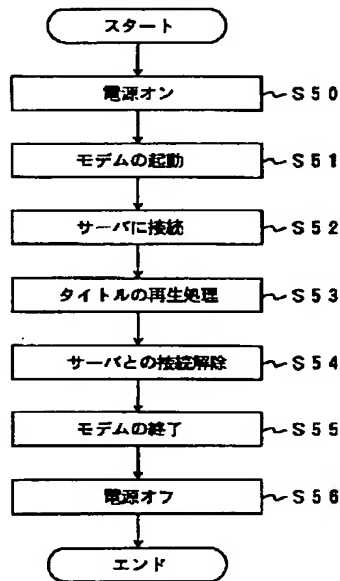 スタート
電源オン ~S50
モデムの起動 ~S51
サーバに接続 ~S52
タイトルの再生処理 ~S53
サーバとの接続解除 ~S54
モデムの終了 ~S55
電源オフ ~S56
エンド